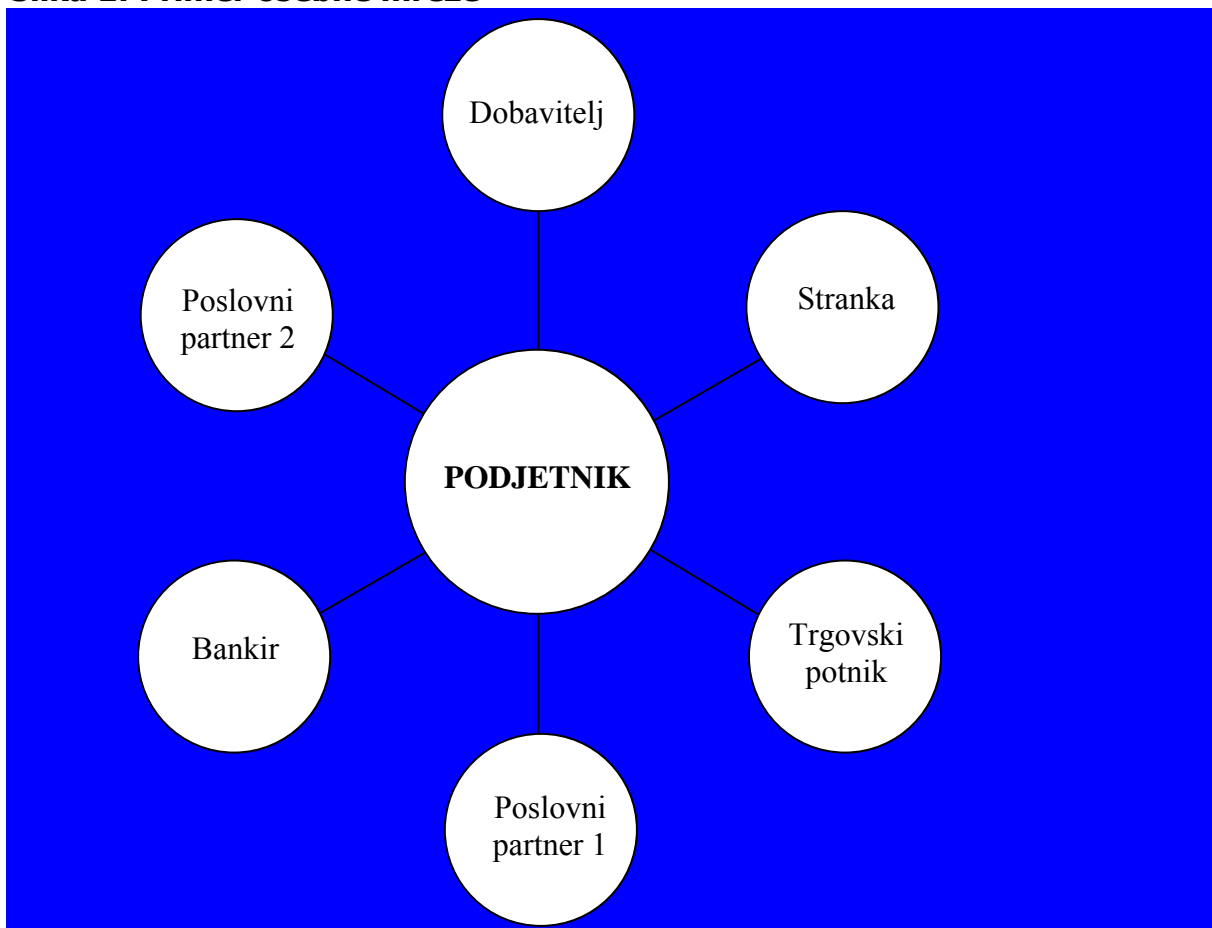 Dobavitelj
Stranka
Poslovni
partner 2
PODJETNIK
Bankir
Trgovski
potnik
Poslovni
partner 1